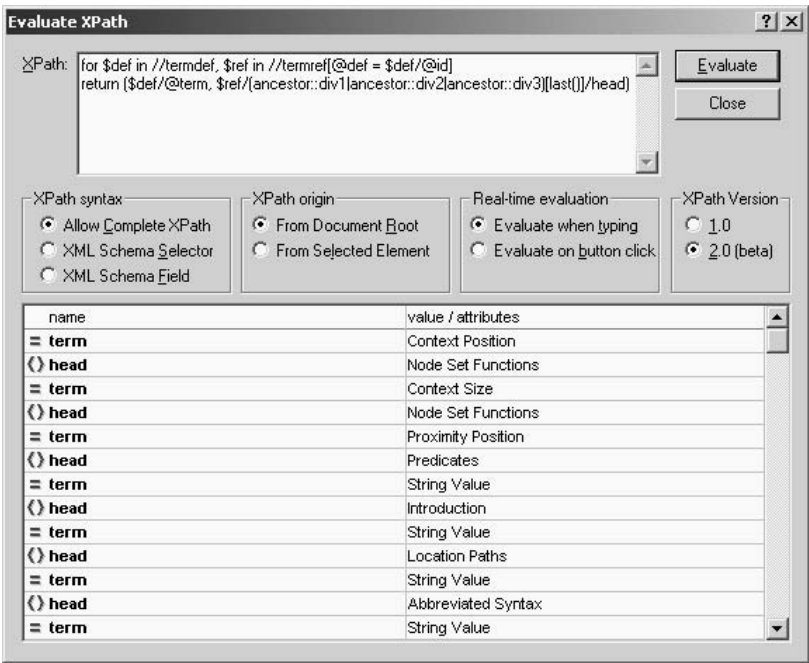 Evaluate XPath
XPath:
for $def in //termdef, $ref in //termref[@def = $def/@id]
return ($def/@term, $ref/(ancestor::div1|ancestor::div2|ancestor::div3)[last()]/head)
Evaluate
Close
XPath syntax
Allow Complete XPath
XML Schema Selector
XML Schema Field
XPath origin
From Document Root
From Selected Element
Real-time evaluation
Evaluate when typing
Evaluate on button click
XPath Version
1.0
2.0 (beta)
name value / attributes
= term Context Position
<> head Node Set Functions
= term Context Size
<> head Node Set Functions
= term Proximity Position
<> head Predicates
= term String Value
<> head Introduction
= term String Value
<> head Location Paths
= term String Value
<> head Abbreviated Syntax
= term String Value